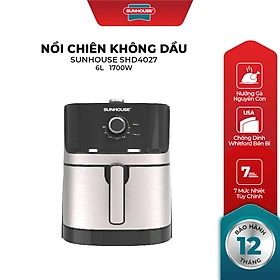 SUNHOUSE
NỒI CHIÊN KHÔNG DẦU
SUNHOUSE SHD4027
6L 1700W
SUNHOUSE
Nướng Gà
Nguyên Con
USA
Chống Dính
Whitford Bền Bỉ
7
7 Mức Nhiệt
Tùy Chỉnh
BẢO HÀNH
12
THÁNG